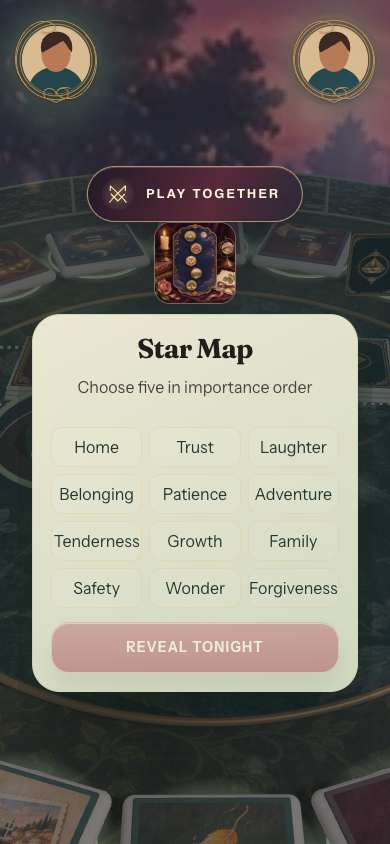 PLAY TOGETHER
Star Map
Choose five in importance order
Home Trust Laughter
Belonging Patience Adventure
Tenderness Growth Family
Safety Wonder Forgiveness
REVEAL TONIGHT